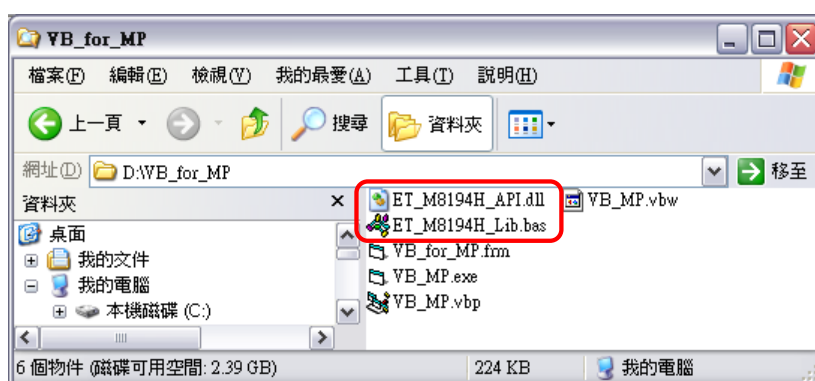 VB_for_MP
檔案(F) 編輯(E) 檢視(V) 我的最愛(A) 工具(T) 說明(H)
上一頁 搜尋 資料夾
網址(D) D:\VB_for_MP 移至
資料夾
桌面
我的文件
我的電腦
本機磁碟 (C:)
ET_M8194H_API.dll
ET_M8194H_Lib.bas
VB_for_MP.frm
VB_MP.exe
VB_MP.vbp
VB_MP.vbw
6 個物件 (磁碟可用空間: 2.39 GB) 224 KB 我的電腦